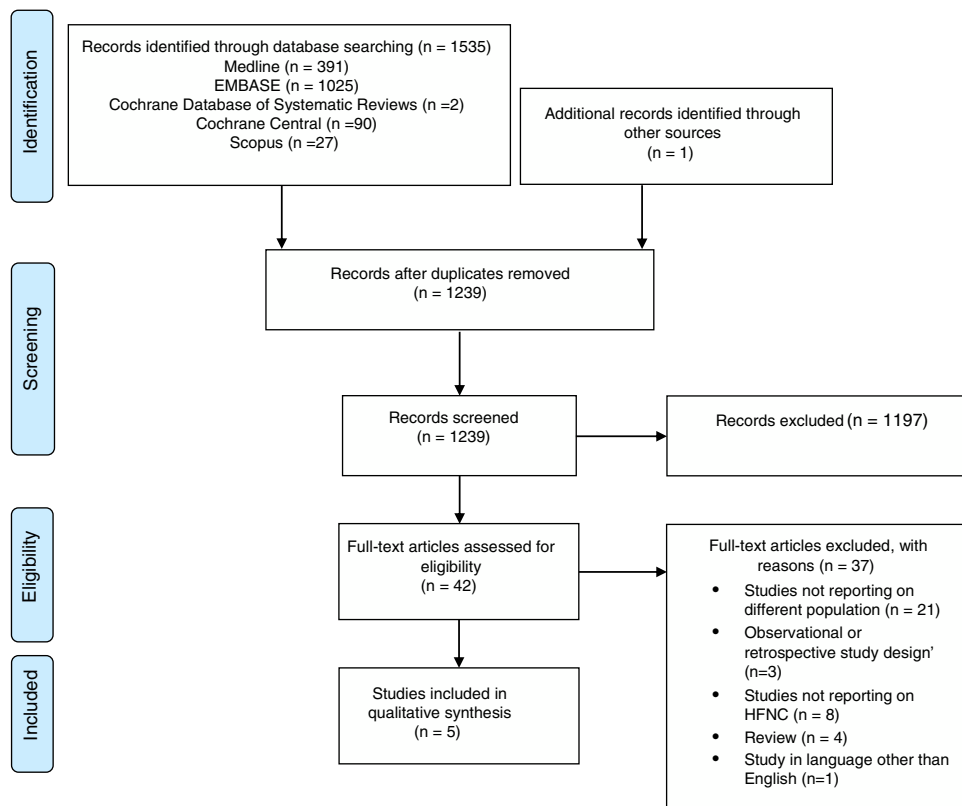 Identification
Records identified through database searching (n = 1535)
Medline (n = 391)
EMBASE (n = 1025)
Cochrane Database of Systematic Reviews (n =2)
Cochrane Central (n =90)
Scopus (n =27)
Additional records identified through
other sources
(n = 1)
Screening
Records after duplicates removed
(n = 1239)
Records screened
(n = 1239)
Records excluded (n = 1197)
Eligibility
Full-text articles assessed for
eligibility
(n = 42)
Full-text articles excluded, with
reasons (n = 37)
• Studies not reporting on
different population (n = 21)
• Observational or
retrospective study design'
(n=3)
• Studies not reporting on
HFNC (n = 8)
• Review (n = 4)
• Study in language other than
English (n=1)
Included
Studies included in
qualitative synthesis
(n = 5)